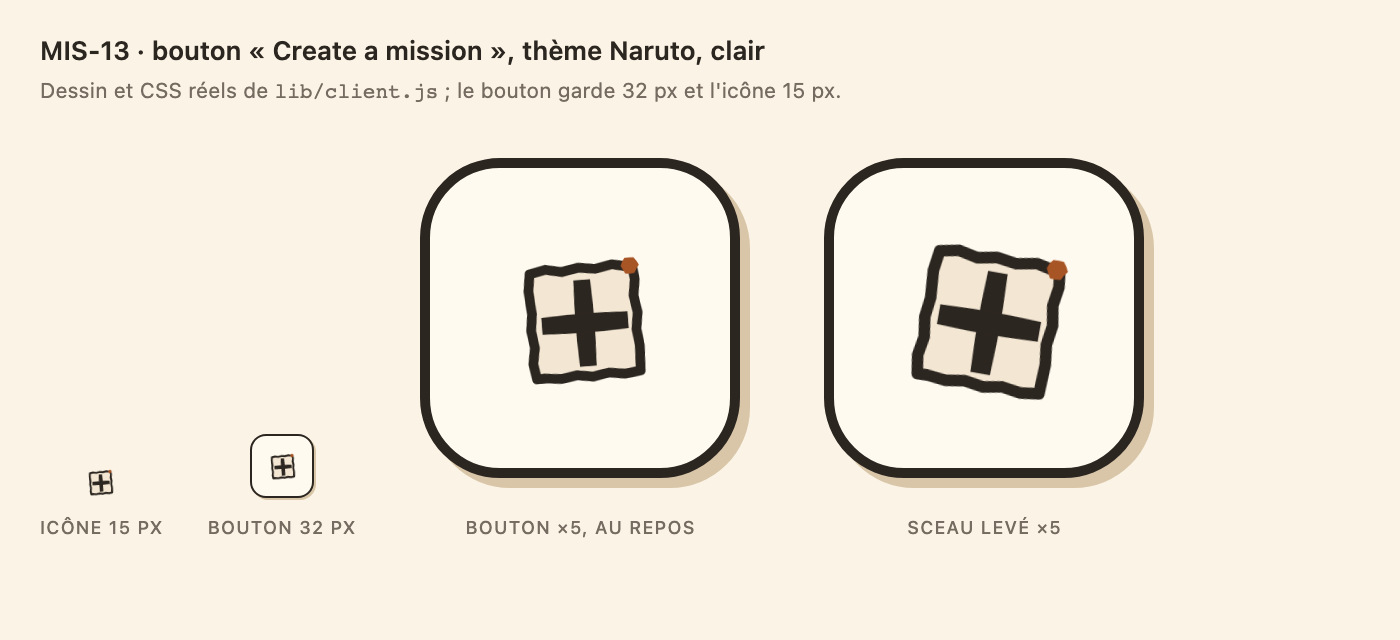 MIS-13 · bouton « Create a mission », thème Naruto, clair
Dessin et CSS réels de lib/client.js ; le bouton garde 32 px et l'icône 15 px.
ICÔNE 15 PX
BOUTON 32 PX
BOUTON ×5, AU REPOS
SCEAU LEVÉ ×5